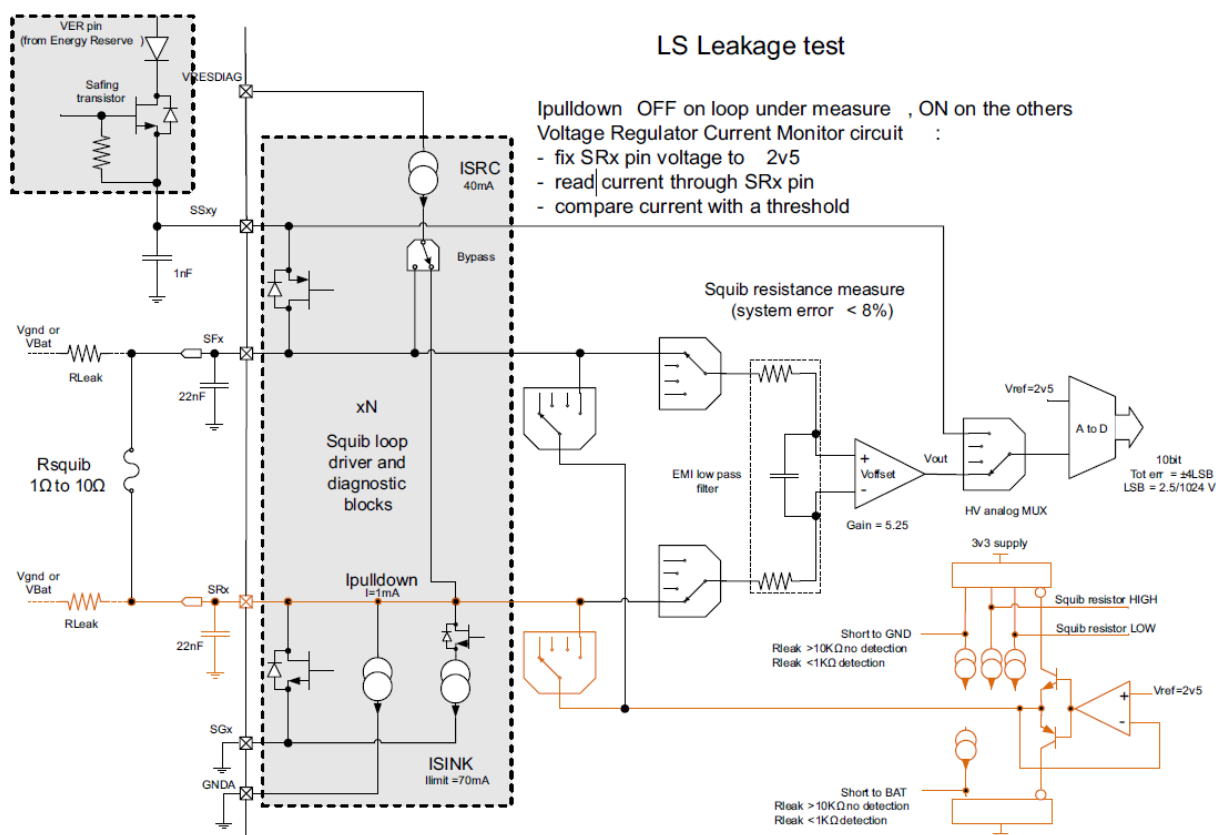 VER pin
(from Energy Reserve)
Safing
transistor
VRESDIAG
SSxy
1nF
Vgnd or
VBat
RLeak
SFx
22nF
Rsquib
1Ω to 10Ω
Vgnd or
VBat
RLeak
SRx
22nF
SGx
GNDA
ISRC
40mA
Bypass
xN
Squib loop
driver and
diagnostic
blocks
Ipulldown
I=1mA
ISINK
Ilimit =70mA
LS Leakage test
Ipulldown OFF on loop under measure , ON on the others
Voltage Regulator Current Monitor circuit :
- fix SRx pin voltage to 2v5
- read current through SRx pin
- compare current with a threshold
Squib resistance measure
(system error < 8%)
EMI low pass
filter
+
Voffset
-
Vout
Gain = 5.25
HV analog MUX
Vref=2v5
A to D
10bit
Tot err = ±4LSB
LSB = 2.5/1024 V
3v3 supply
Squib resistor HIGH
Squib resistor LOW
Short to GND
Rleak >10KΩ no detection
Rleak <1KΩ detection
+
-
Vref=2v5
Short to BAT
Rleak >10KΩ no detection
Rleak <1KΩ detection